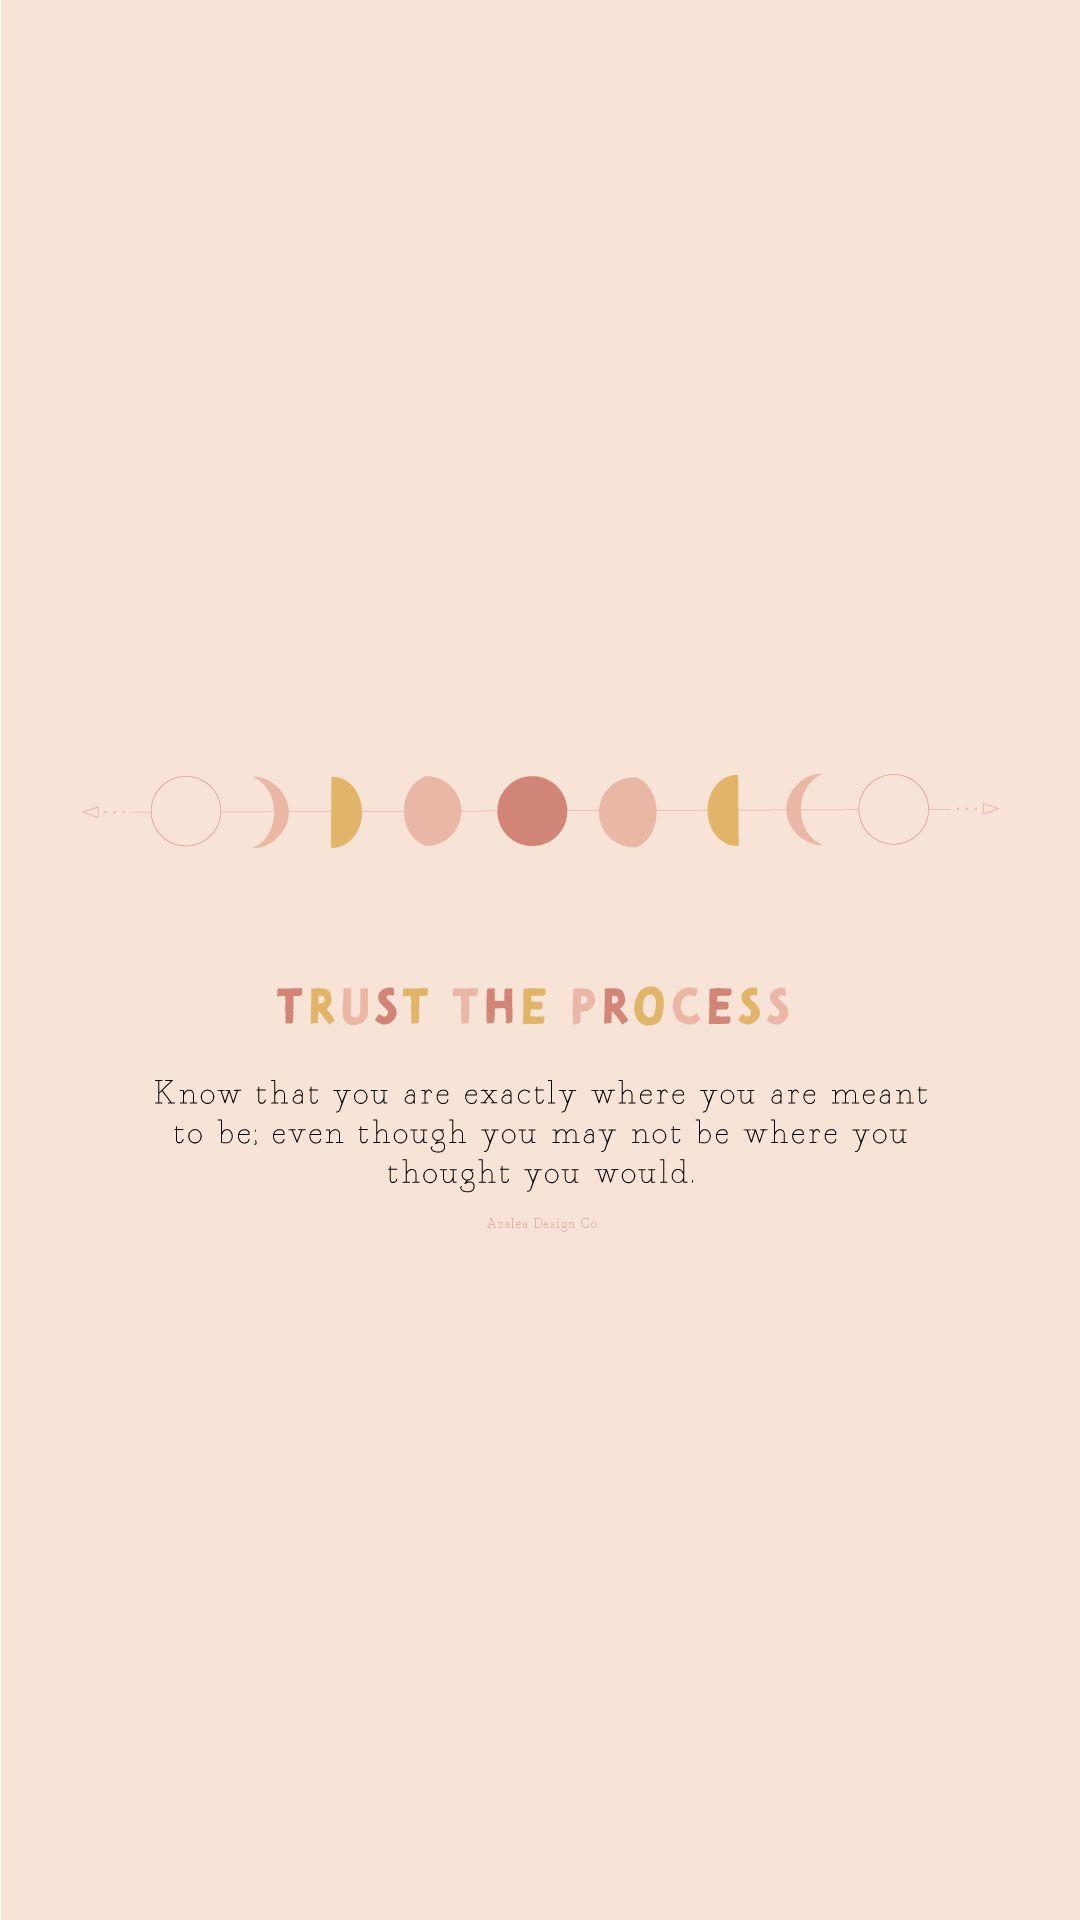 TRUST THE PROCESS
Know that you are exactly where you are meant
to be; even though you may not be where you
thought you would.
Azalea Design Co.